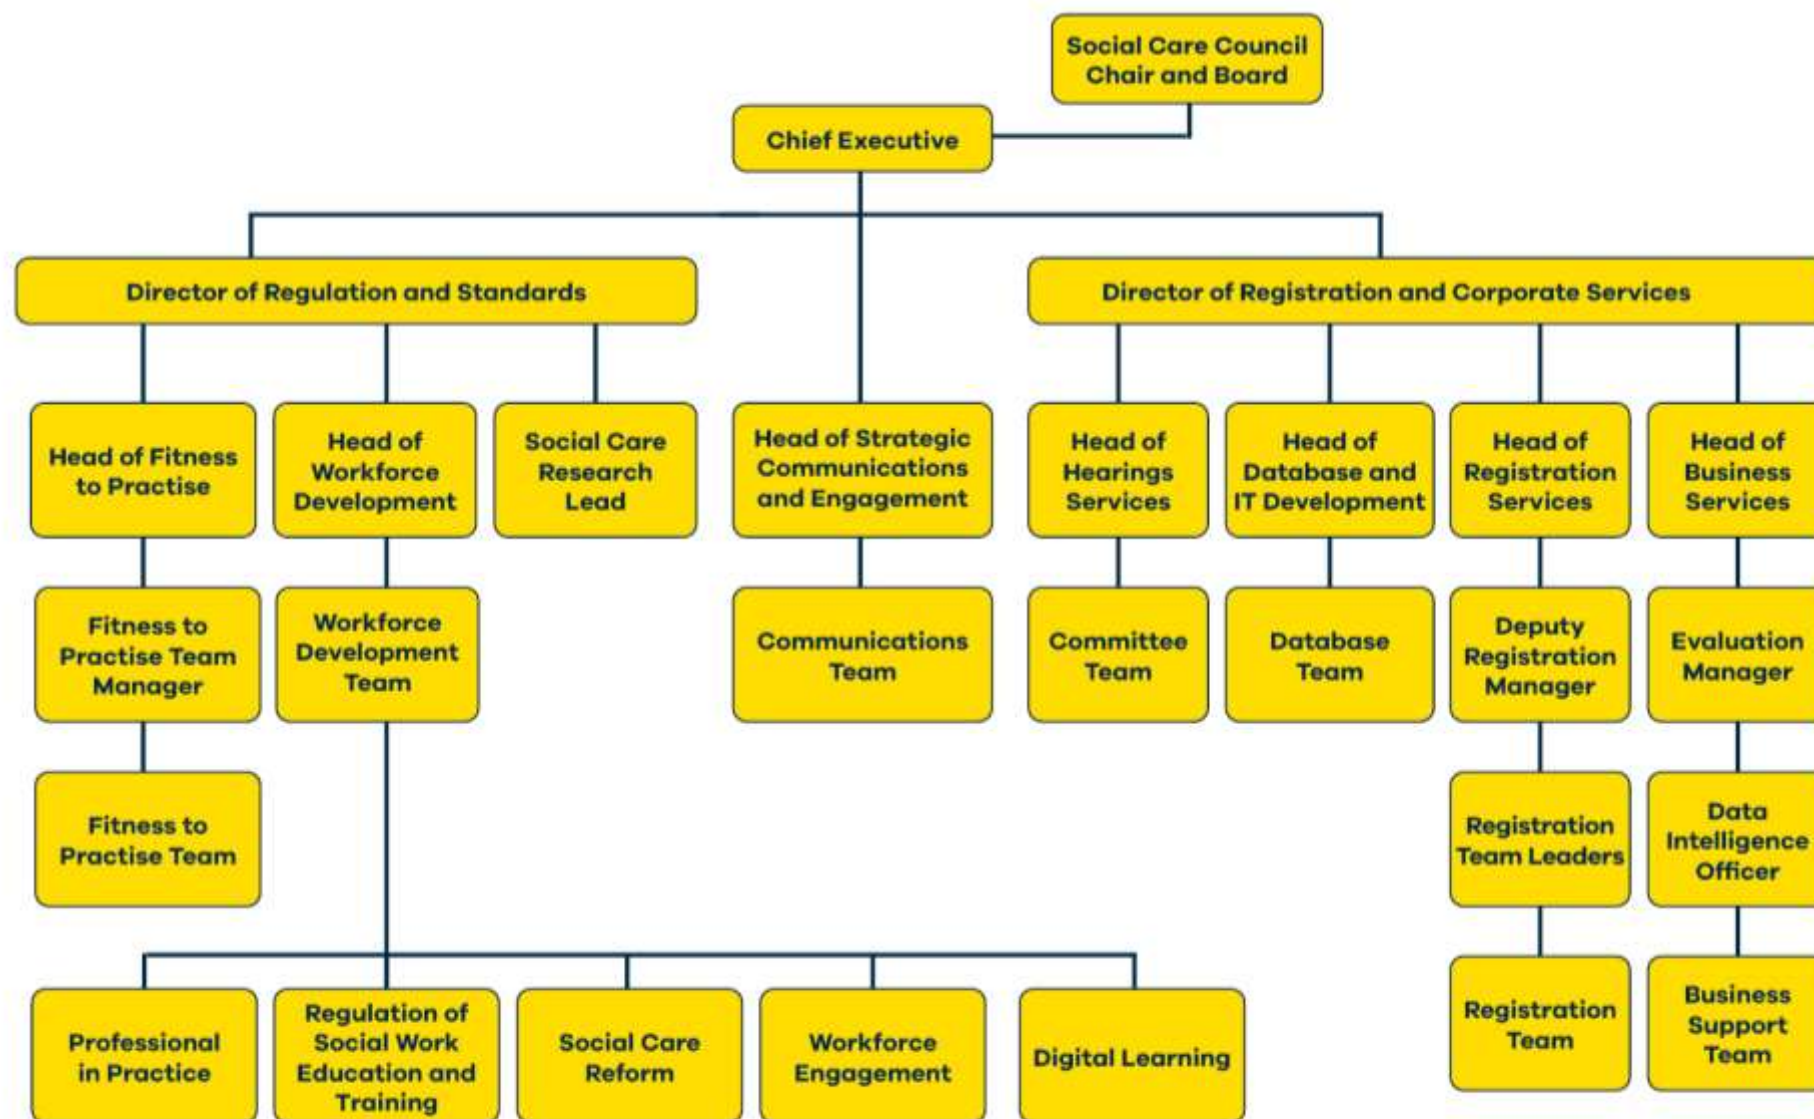 Social Care Council
Chair and Board
Chief Executive
Director of Regulation and Standards
Director of Registration and Corporate Services
Head of Fitness
to Practise
Head of
Workforce
Development
Social Care
Research
Lead
Head of Strategic
Communications
and Engagement
Head of
Hearings
Services
Head of
Database and
IT Development
Head of
Registration
Services
Head of
Business
Services
Fitness to
Practise Team
Manager
Workforce
Development
Team
Communications
Team
Committee
Team
Database
Team
Deputy
Registration
Manager
Evaluation
Manager
Fitness to
Practise Team
Registration
Team Leaders
Data
Intelligence
Officer
Professional
in Practice
Regulation of
Social Work
Education and
Training
Social Care
Reform
Workforce
Engagement
Digital Learning
Registration
Team
Business
Support
Team